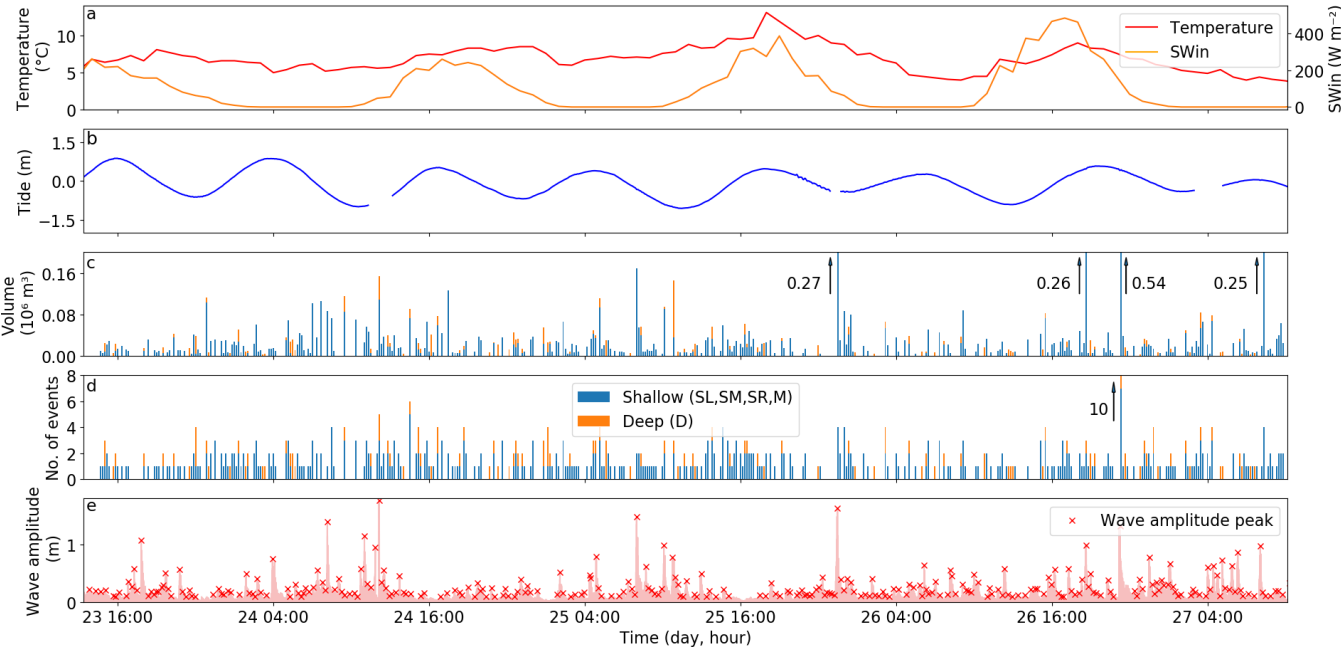 a
Temperature
(°C)
10
5
0
Temperature
SWin
400
200
0
SWin (W m⁻²)
b
Tide (m)
1.5
0.0
−1.5
c
Volume
(10⁶ m³)
0.16
0.08
0.00
0.27
0.26
0.54
0.25
d
No. of events
8
6
4
2
0
Shallow (SL,SM,SR,M)
Deep (D)
10
e
Wave amplitude
(m)
1
0
Wave amplitude peak
23 16:00 24 04:00 24 16:00 25 04:00 25 16:00 26 04:00 26 16:00 27 04:00
Time (day, hour)